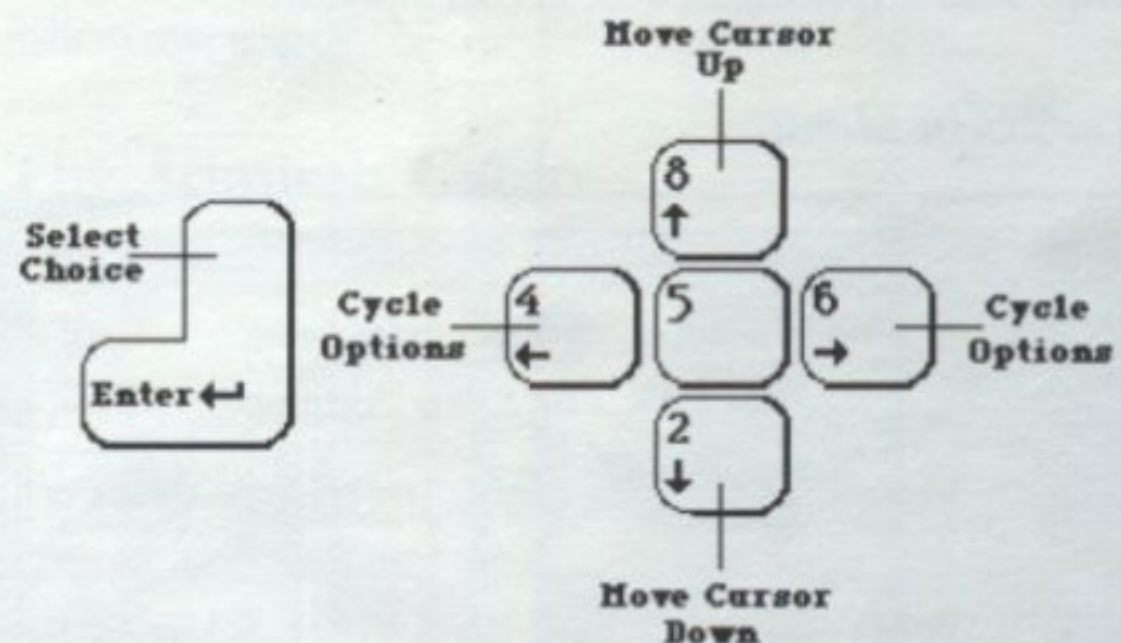 Move Cursor
Up
8
↑
Select
Choice
Enter ↵
Cycle
Options
4
←
5
6
→
Cycle
Options
2
↓
Move Cursor
Down